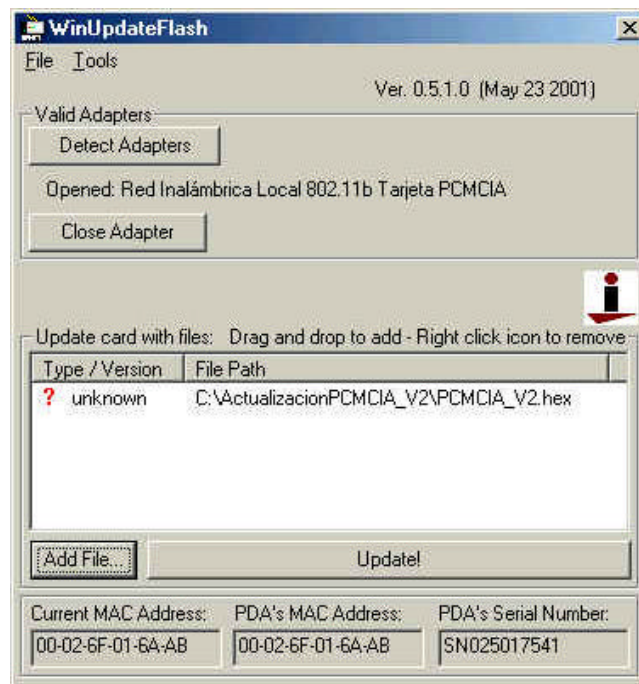 WinUpdateFlash
File Tools
Ver. 0.5.1.0 (May 23 2001)
Valid Adapters
Detect Adapters
Opened: Red Inalámbrica Local 802.11b Tarjeta PCMCIA
Close Adapter
Update card with files: Drag and drop to add - Right click icon to remove
Type / Version File Path
? unknown C:\ActualizacionPCMCIA_V2\PCMCIA_V2.hex
Add File... Update!
Current MAC Address: PDA's MAC Address: PDA's Serial Number:
00-02-6F-01-6A-AB 00-02-6F-01-6A-AB SN025017541